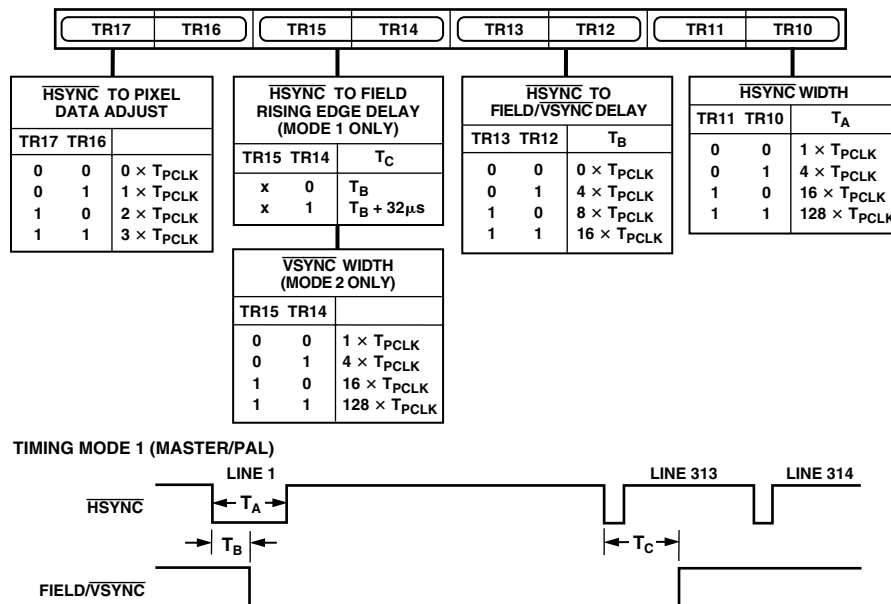 TR17 TR16 TR15 TR14 TR13 TR12 TR11 TR10
HSYNC TO PIXEL
DATA ADJUST
TR17 TR16
0 0 0 × TPCLK
0 1 1 × TPCLK
1 0 2 × TPCLK
1 1 3 × TPCLK
HSYNC TO FIELD
RISING EDGE DELAY
(MODE 1 ONLY)
TR15 TR14 TC
x 0 TB
x 1 TB + 32µs
VSYNC WIDTH
(MODE 2 ONLY)
TR15 TR14
0 0 1 × TPCLK
0 1 4 × TPCLK
1 0 16 × TPCLK
1 1 128 × TPCLK
HSYNC TO
FIELD/VSYNC DELAY
TR13 TR12 TB
0 0 0 × TPCLK
0 1 4 × TPCLK
1 0 8 × TPCLK
1 1 16 × TPCLK
HSYNC WIDTH
TR11 TR10 TA
0 0 1 × TPCLK
0 1 4 × TPCLK
1 0 16 × TPCLK
1 1 128 × TPCLK
TIMING MODE 1 (MASTER/PAL)
LINE 1 LINE 313 LINE 314
HSYNC TA
TB TC
FIELD/VSYNC